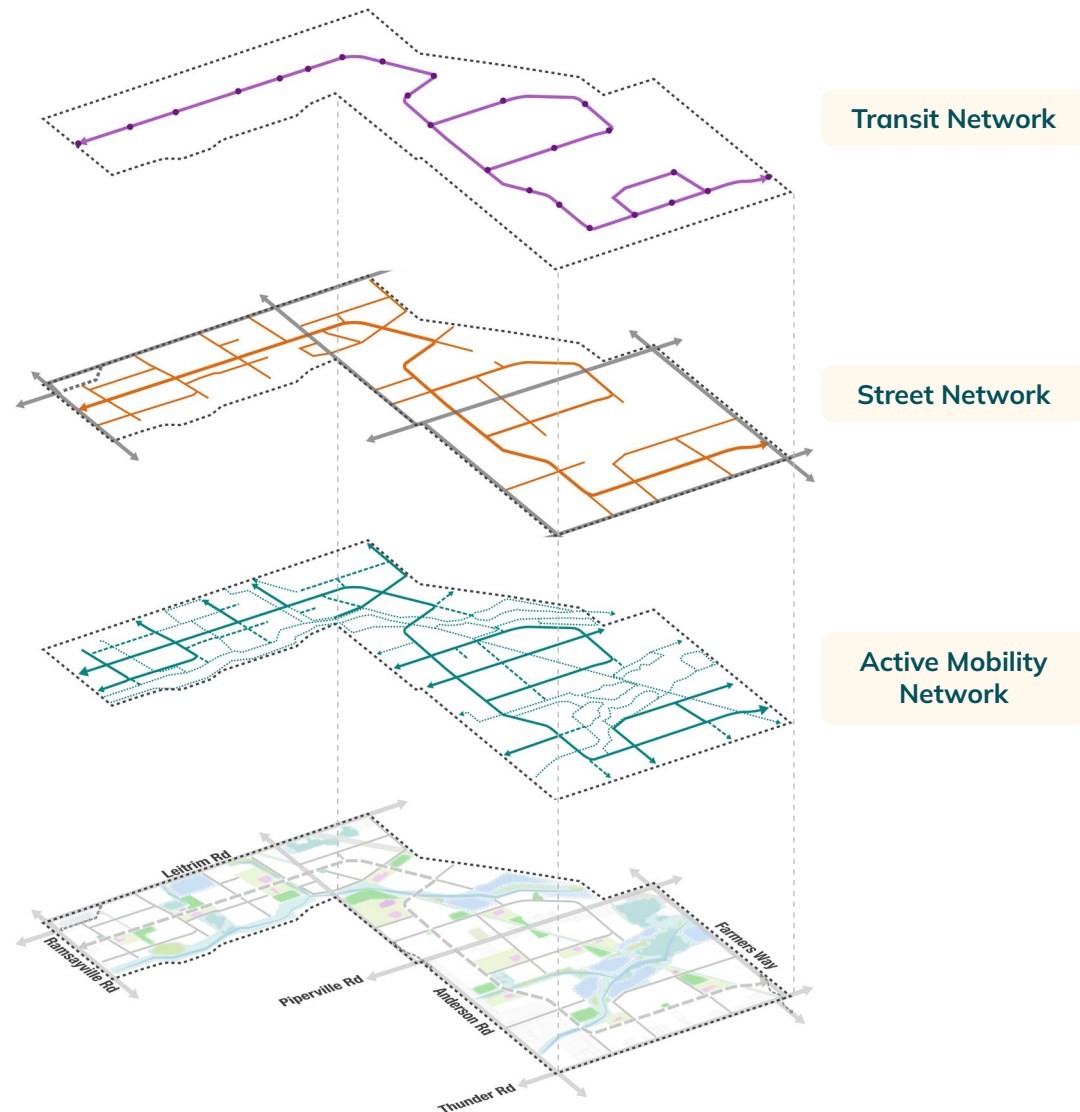 Transit Network
Street Network
Active Mobility
Network
Leitrim Rd
Ramsayville Rd
Piperville Rd
Anderson Rd
Farmers Way
Thunder Rd